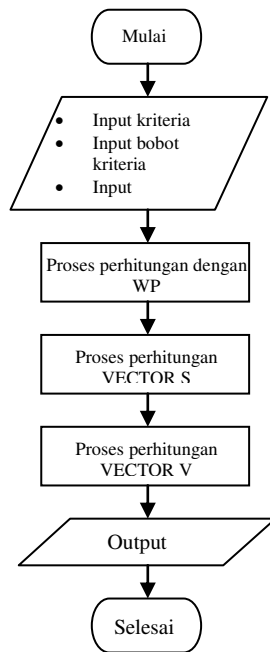 Mulai
• Input kriteria
• Input bobot
kriteria
• Input
Proses perhitungan dengan
WP
Proses perhitungan
VECTOR S
Proses perhitungan
VECTOR V
Output
Selesai